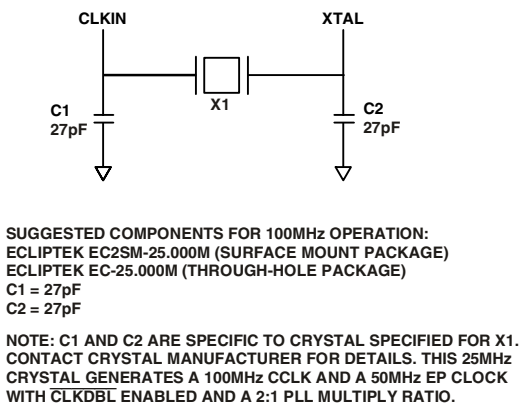 CLKIN
XTAL
C1
27pF
X1
C2
27pF
SUGGESTED COMPONENTS FOR 100MHz OPERATION:
ECLIPTEK EC2SM-25.000M (SURFACE MOUNT PACKAGE)
ECLIPTEK EC-25.000M (THROUGH-HOLE PACKAGE)
C1 = 27pF
C2 = 27pF
NOTE: C1 AND C2 ARE SPECIFIC TO CRYSTAL SPECIFIED FOR X1.
CONTACT CRYSTAL MANUFACTURER FOR DETAILS. THIS 25MHz
CRYSTAL GENERATES A 100MHz CCLK AND A 50MHz EP CLOCK
WITH CLKDBL ENABLED AND A 2:1 PLL MULTIPLY RATIO.